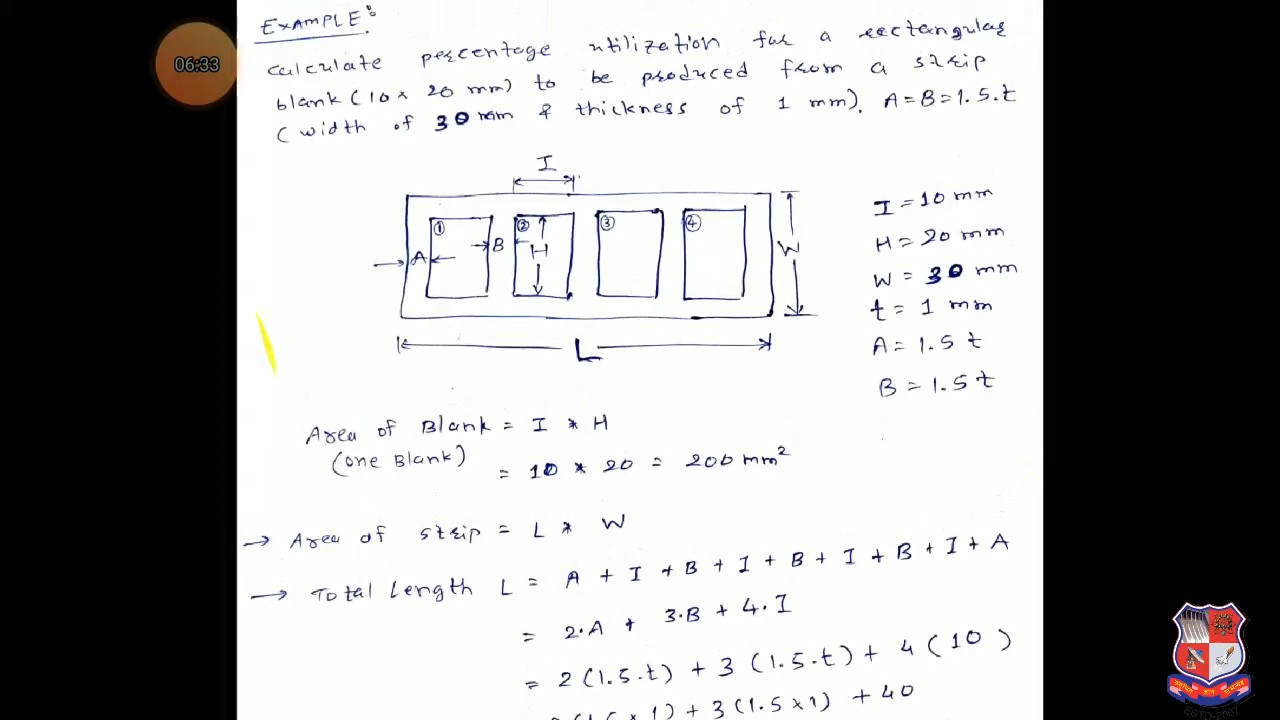 EXAMPLE:
06:33
calculate percentage utilization for a rectangular
blank (10 × 20 mm) to be produced from a strip
(width of 30 mm & thickness of 1 mm). A=B=1.5.t
I
① ② ③ ④
A B H W
L
I = 10 mm
H = 20 mm
W = 30 mm
t = 1 mm
A = 1.5 t
B = 1.5 t
Area of Blank = I * H
(one Blank)
= 10 * 20 = 200 mm²
→ Area of strip = L * W
→ Total Length L = A + I + B + I + B + I + B + I + A
= 2.A + 3.B + 4.I
= 2 (1.5.t) + 3 (1.5.t) + 4 (10)
(1.5 × 1) + 3 (1.5 × 1) + 40